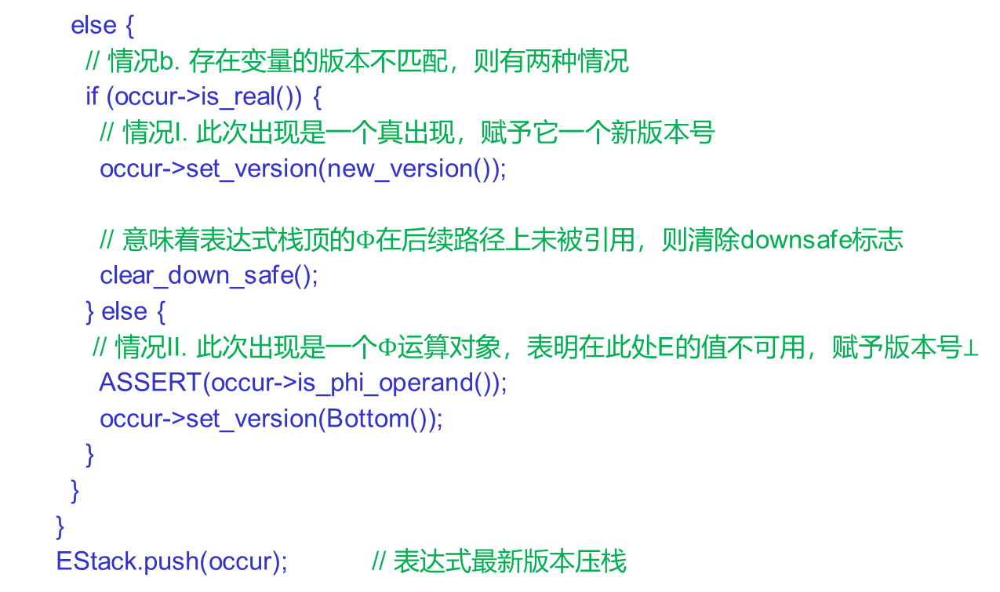 else {
// 情况b. 存在变量的版本不匹配，则有两种情况
if (occur->is_real()) {
// 情况I. 此次出现是一个真出现，赋予它一个新版本号
occur->set_version(new_version());
// 意味着表达式栈顶的Φ在后续路径上未被引用，则清除downsafe标志
clear_down_safe();
} else {
// 情况II. 此次出现是一个Φ运算对象，表明在此处E的值不可用，赋予版本号⊥
ASSERT(occur->is_phi_operand());
occur->set_version(Bottom());
}
}
}
EStack.push(occur); // 表达式最新版本压栈